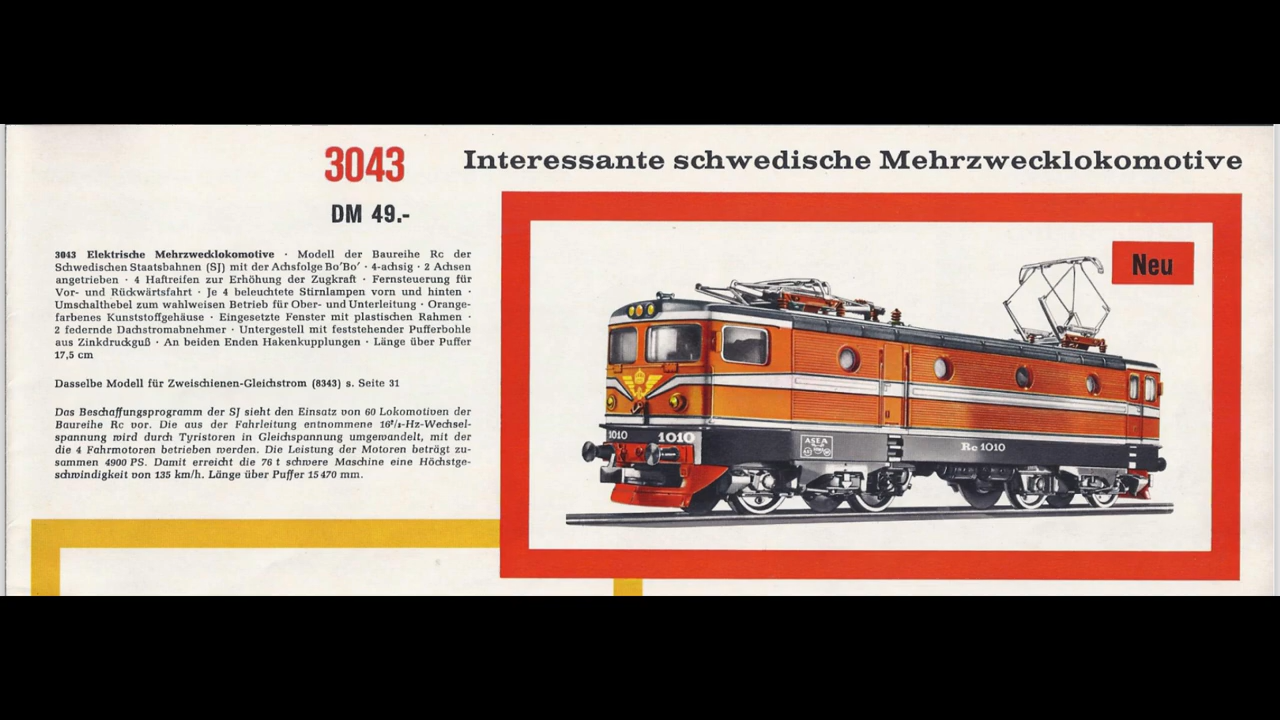 3043
DM 49.-
Interessante schwedische Mehrzwecklokomotive
3043 Elektrische Mehrzwecklokomotive · Modell der Baureihe Rc der
Schwedischen Staatsbahnen (SJ) mit der Achsfolge Bo'Bo' · 4-achsig · 2 Achsen
angetrieben · 4 Haftreifen zur Erhöhung der Zugkraft · Fernsteuerung für
Vor- und Rückwärtsfahrt · Je 4 beleuchtete Stirnlampen vorn und hinten ·
Umschalthebel zum wahlweisen Betrieb für Ober- und Unterleitung · Orange-
farbenes Kunststoffgehäuse · Eingesetzte Fenster mit plastischen Rahmen ·
2 federnde Dachstromabnehmer · Untergestell mit feststehender Pufferbohle
aus Zinkdruckguß · An beiden Enden Hakenkupplungen · Länge über Puffer
17,5 cm
Dasselbe Modell für Zweischienen-Gleichstrom (8343) s. Seite 31
Das Beschaffungsprogramm der SJ sieht den Einsatz von 60 Lokomotiven der
Baureihe Rc vor. Die aus der Fahrleitung entnommene 16²/₃-Hz-Wechsel-
spannung wird durch Tyristoren in Gleichspannung umgewandelt, mit der
die 4 Fahrmotoren betrieben werden. Die Leistung der Motoren beträgt zu-
sammen 4900 PS. Damit erreicht die 76 t schwere Maschine eine Höchstge-
schwindigkeit von 135 km/h. Länge über Puffer 15 470 mm.
Neu
1010
1010
ASEA
Rc 1010